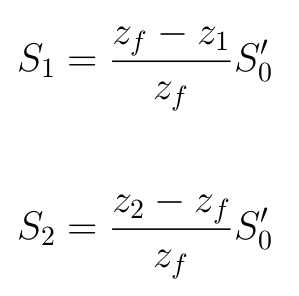 $S_1 = \frac{z_f - z_1}{z_f} S'_0$
$S_2 = \frac{z_2 - z_f}{z_f} S'_0$